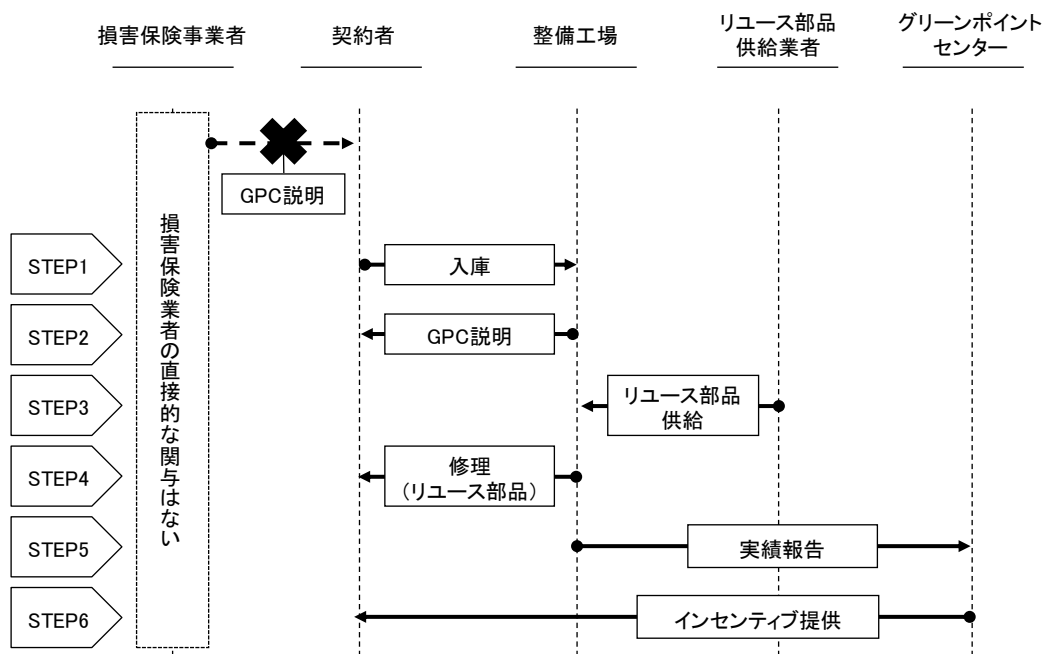 損害保険事業者
契約者
整備工場
リユース部品
供給業者
グリーンポイント
センター
GPC説明
損害保険業者の直接的な関与はない
STEP1
入庫
STEP2
GPC説明
STEP3
リユース部品
供給
STEP4
修理
（リユース部品）
STEP5
実績報告
STEP6
インセンティブ提供